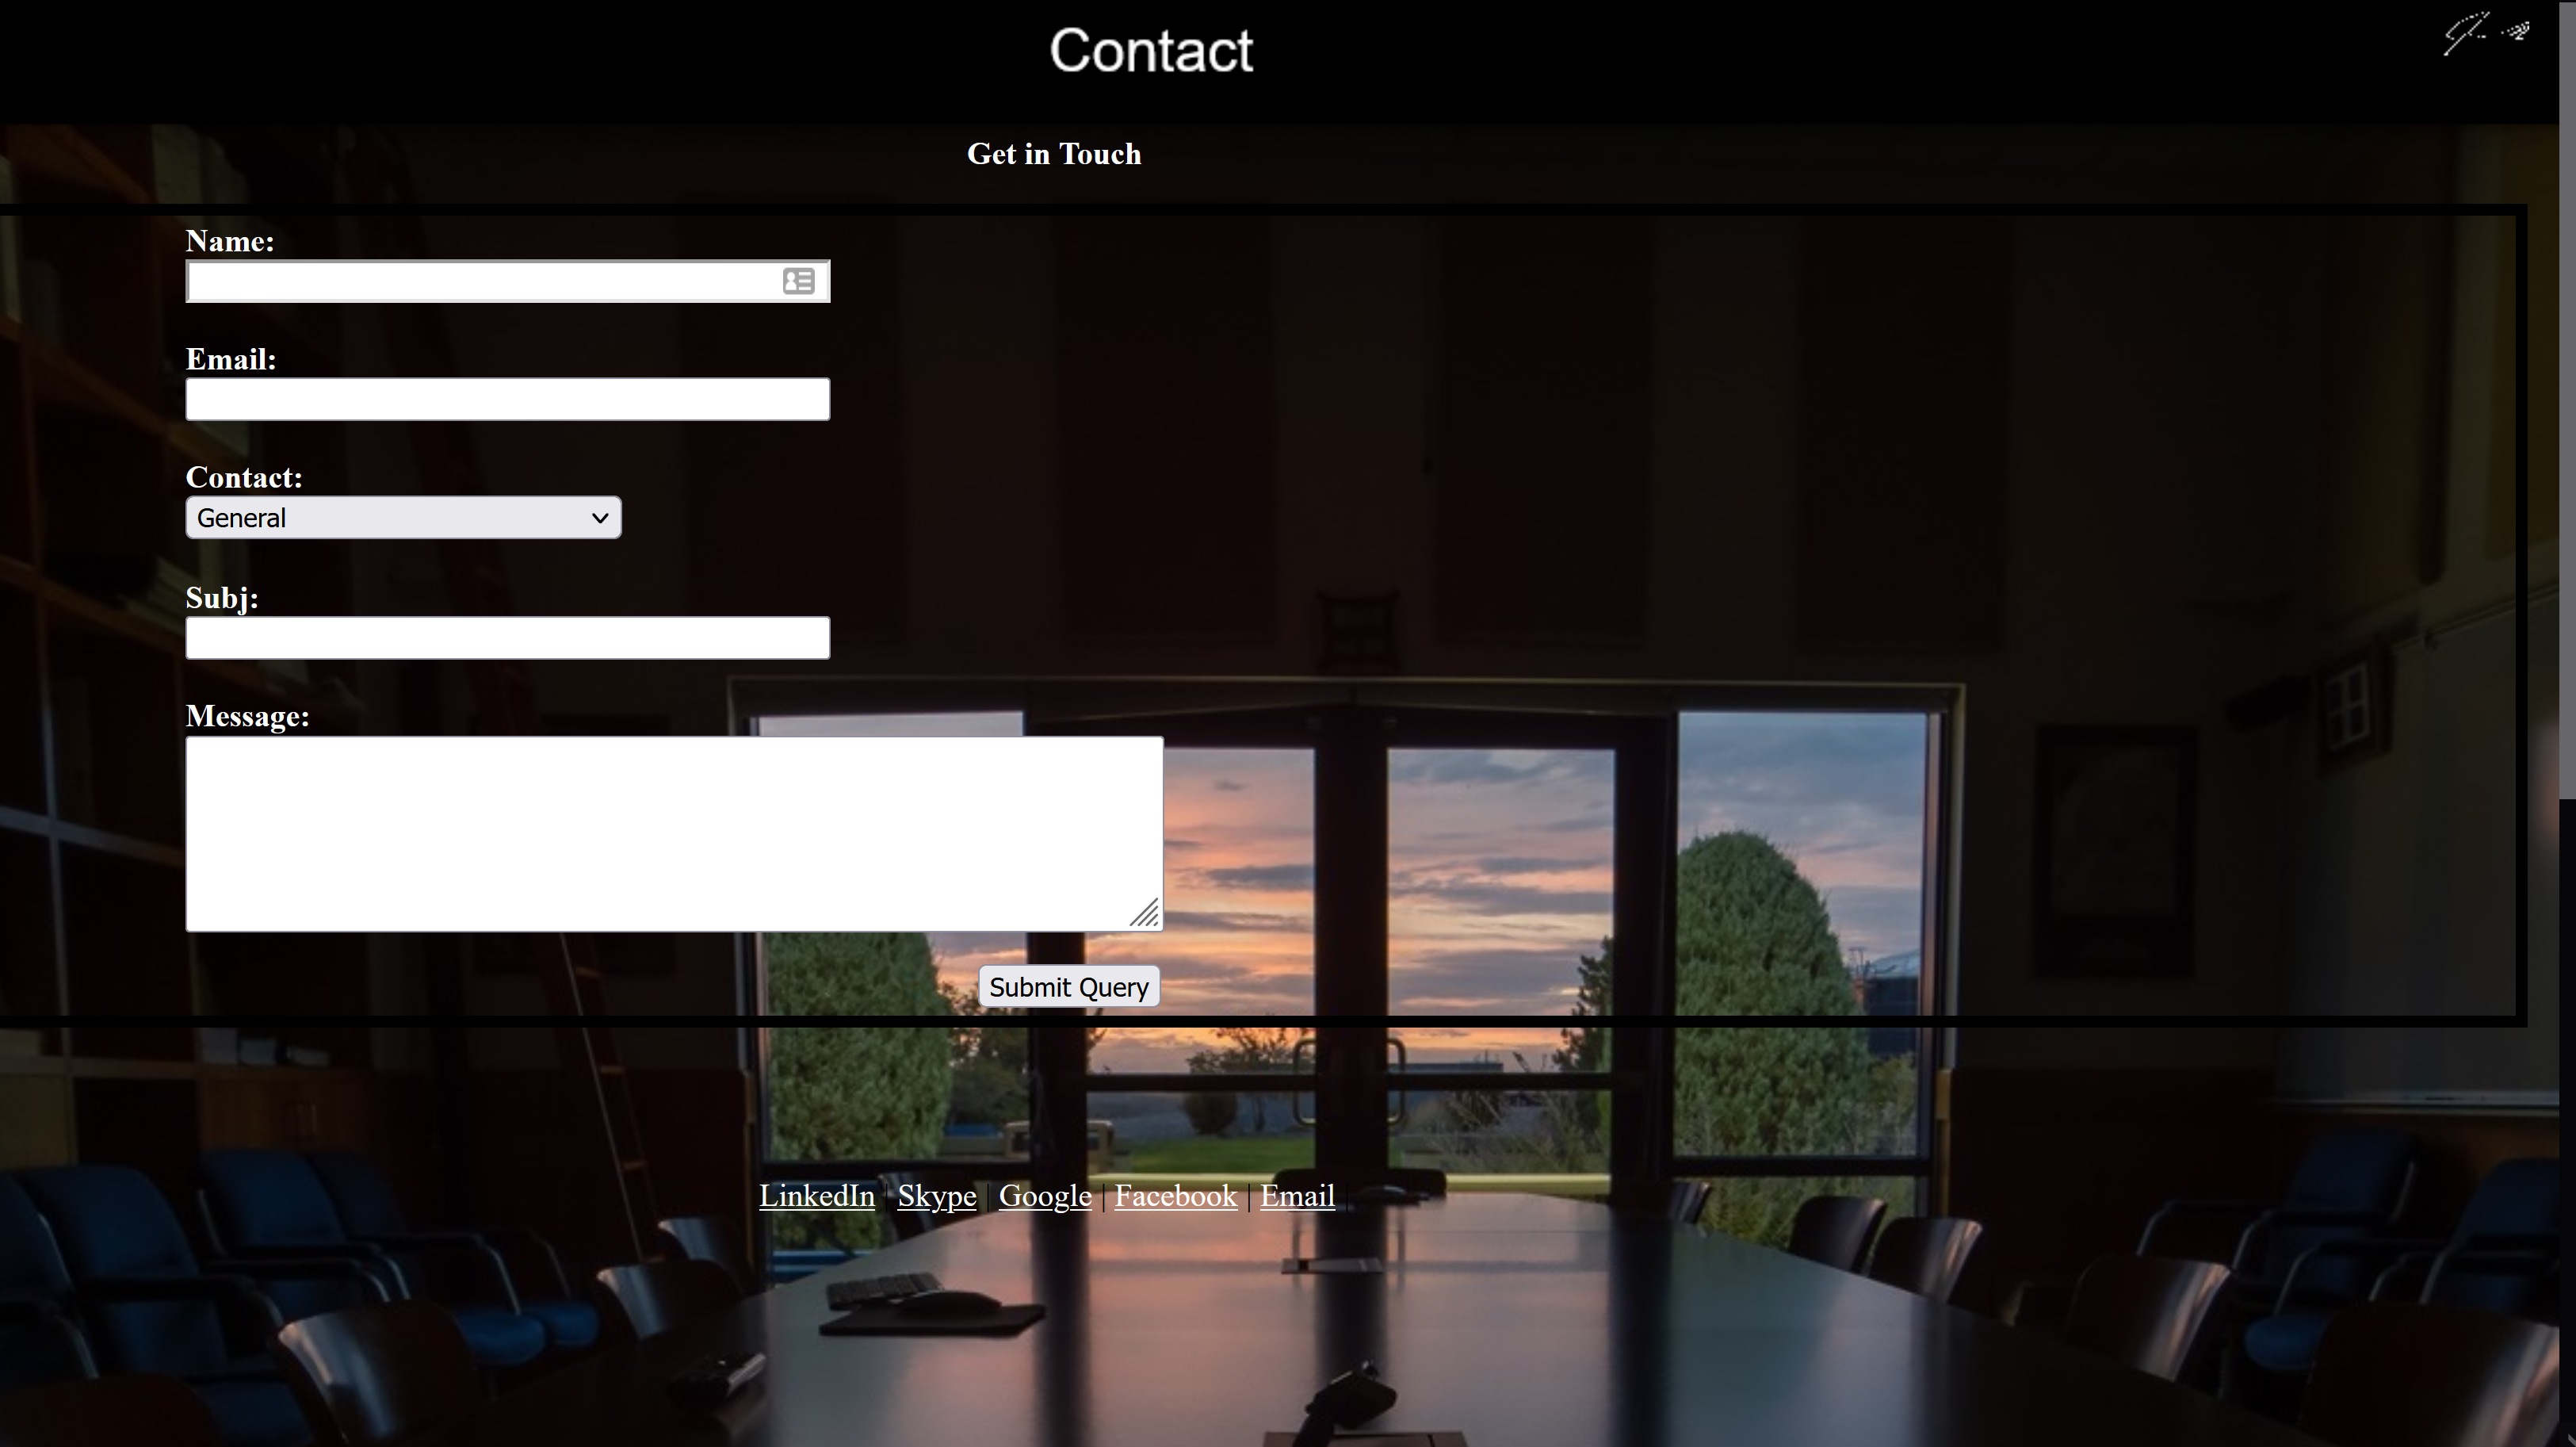 Contact
Get in Touch
Name:
Email:
Contact:
General
Subj:
Message:
Submit Query
LinkedIn | Skype | Google | Facebook | Email |